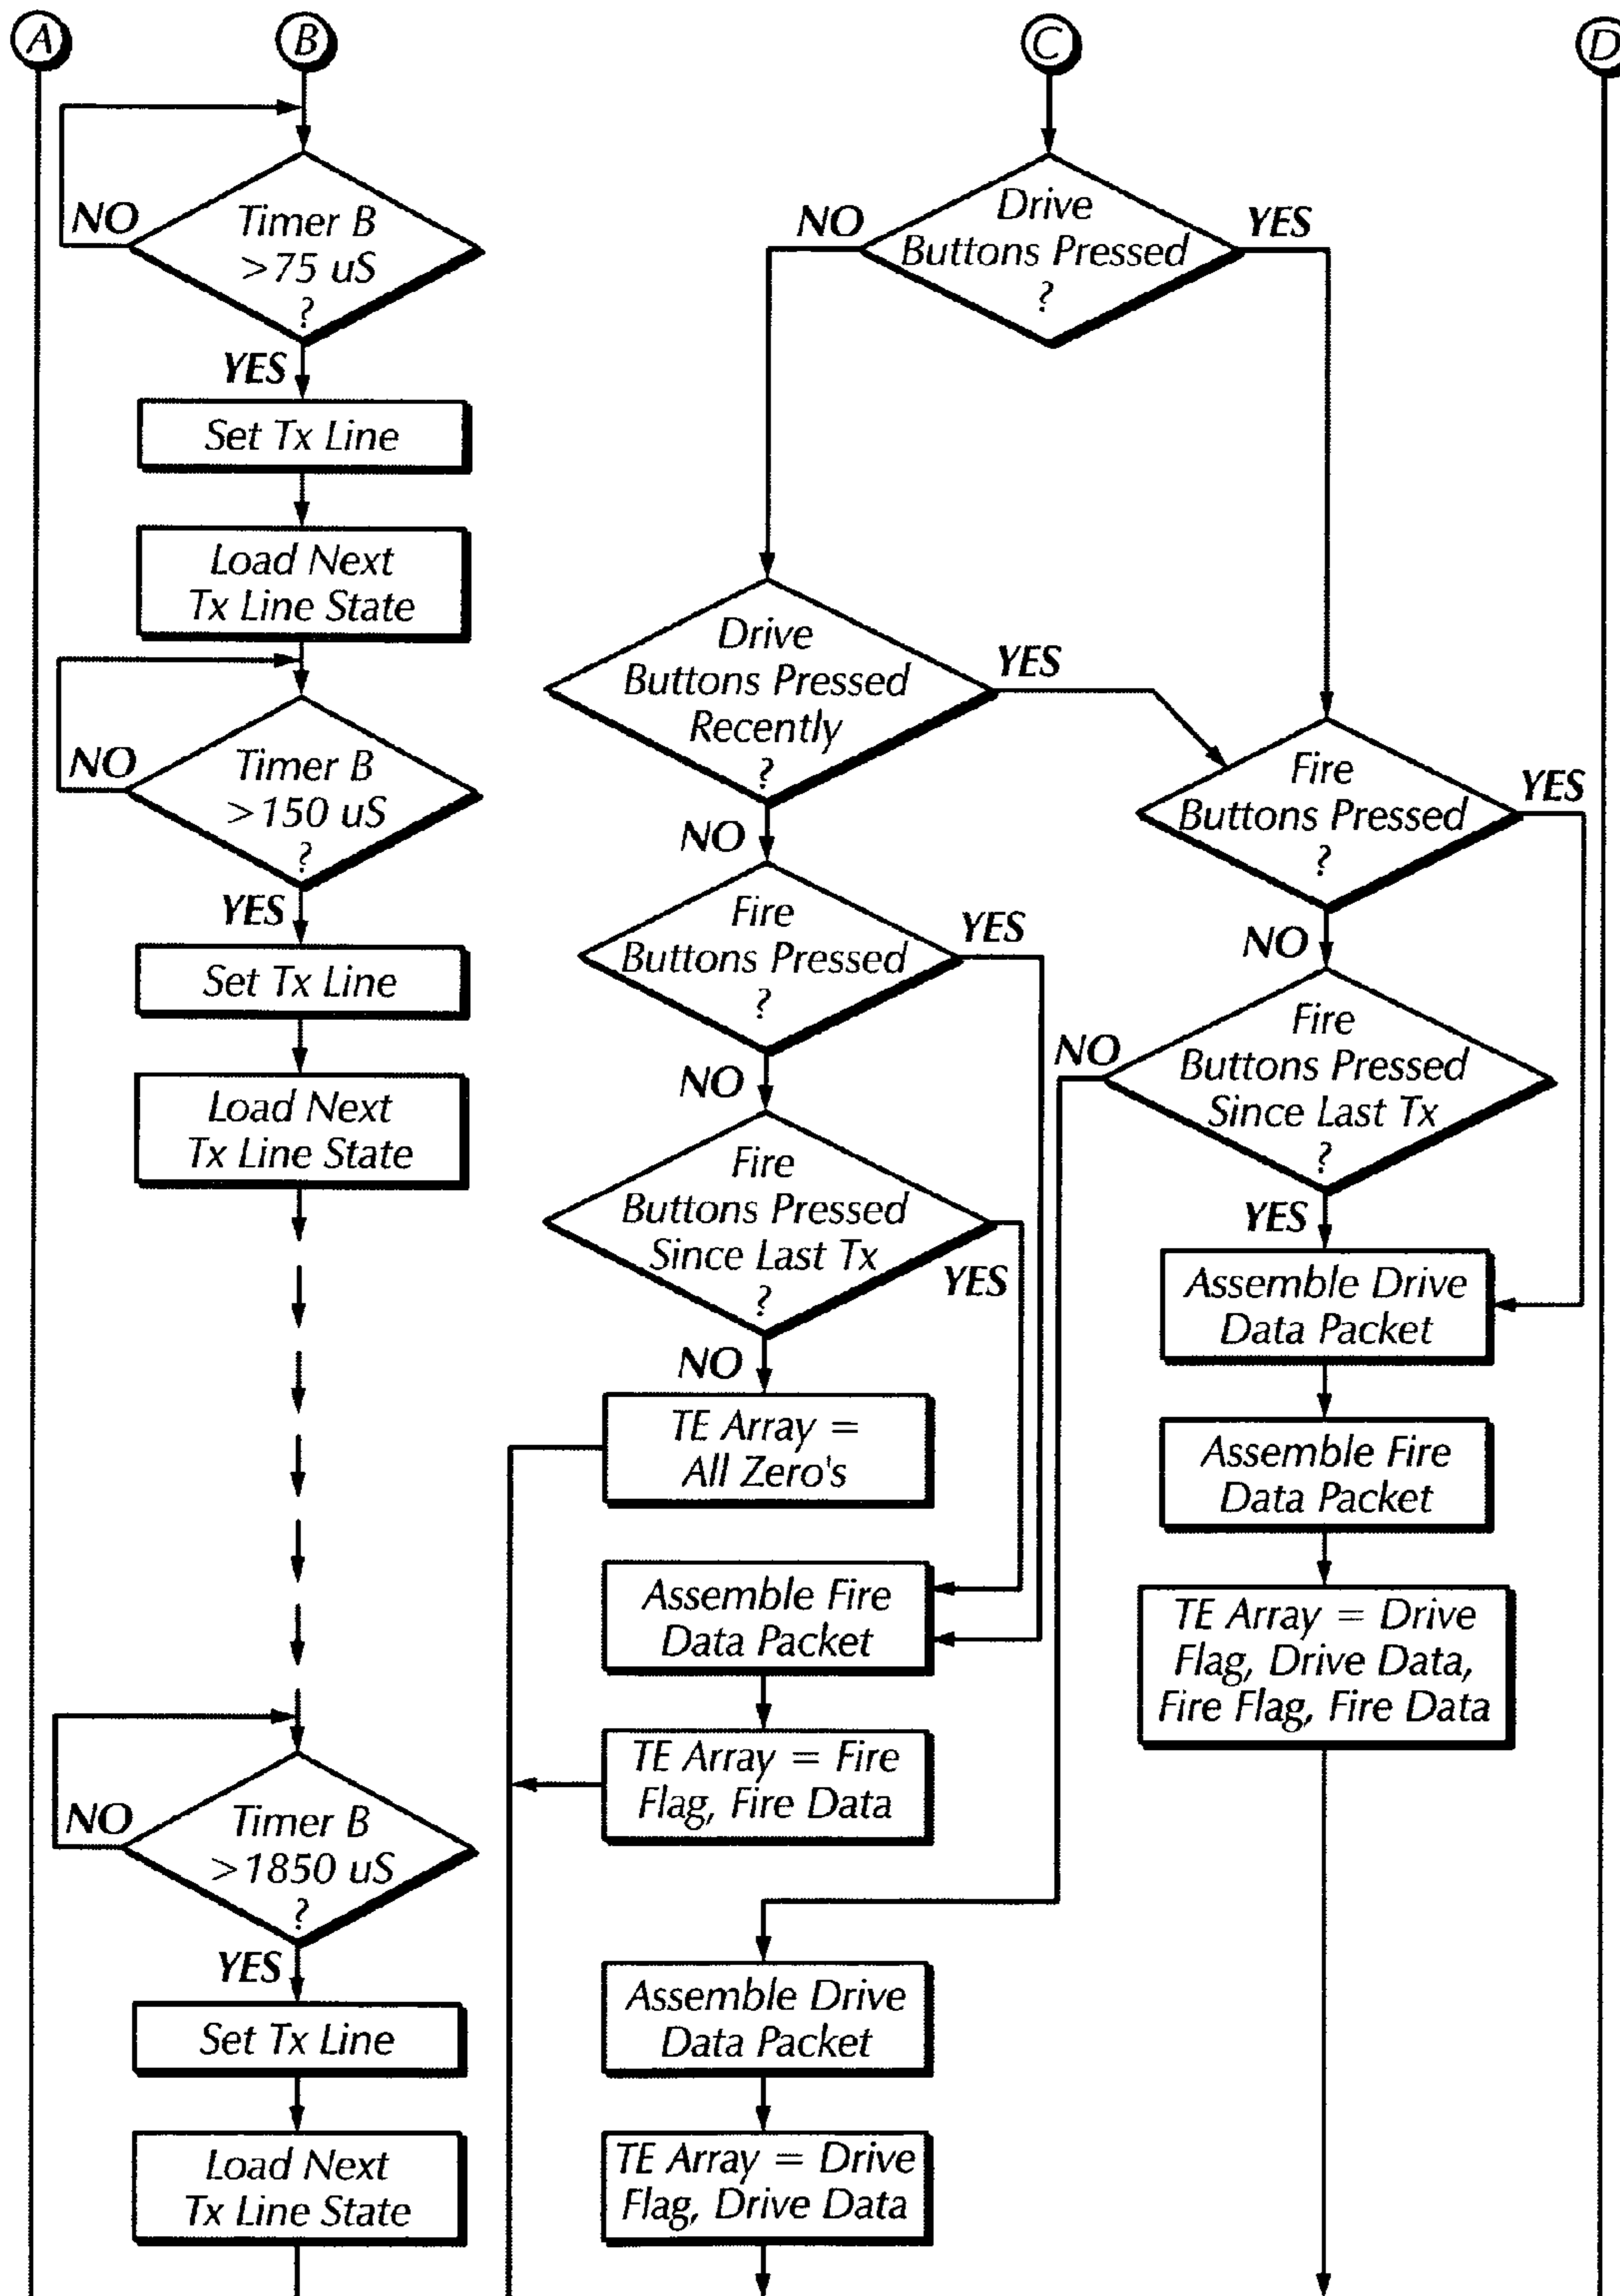 A
B
C
D
NO
Timer B
>75 uS
?
YES
Set Tx Line
Load Next
Tx Line State
NO
Timer B
>150 uS
?
YES
Set Tx Line
Load Next
Tx Line State
NO
Timer B
>1850 uS
?
YES
Set Tx Line
Load Next
Tx Line State
NO
Drive
Buttons Pressed
?
YES
Drive
Buttons Pressed
Recently
?
YES
NO
Fire
Buttons Pressed
?
YES
NO
Fire
Buttons Pressed
Since Last Tx
?
YES
NO
TE Array =
All Zero's
Assemble Fire
Data Packet
TE Array = Fire
Flag, Fire Data
Assemble Drive
Data Packet
TE Array = Drive
Flag, Drive Data
Fire
Buttons Pressed
?
YES
NO
NO
Fire
Buttons Pressed
Since Last Tx
?
YES
Assemble Drive
Data Packet
Assemble Fire
Data Packet
TE Array = Drive
Flag, Drive Data,
Fire Flag, Fire Data